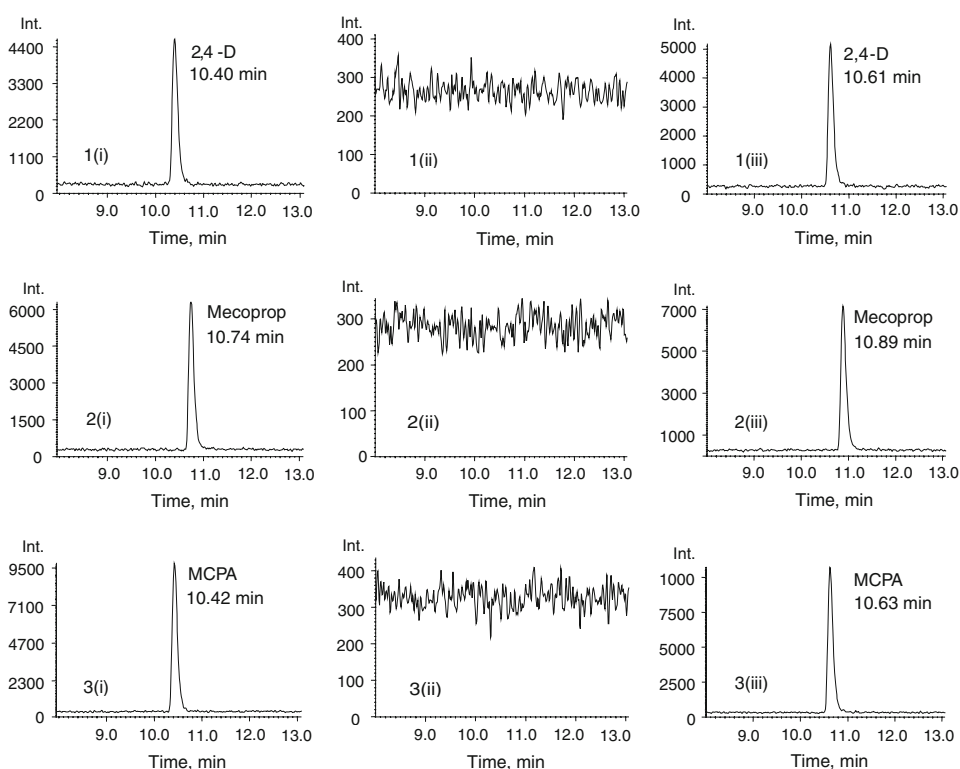 Int.
4400
3300
2200
1100
0
2,4 -D
10.40 min
1(i)
9.0 10.0 11.0 12.0 13.0
Time, min
Int.
400
300
200
100
0
1(ii)
9.0 10.0 11.0 12.0 13.0
Time, min
Int.
5000
4000
3000
2000
1000
0
2,4-D
10.61 min
1(iii)
9.0 10.0 11.0 12.0 13.0
Time, min
Int.
6000
4500
3000
1500
0
Mecoprop
10.74 min
2(i)
9.0 10.0 11.0 12.0 13.0
Time, min
Int.
300
200
100
0
2(ii)
9.0 10.0 11.0 12.0 13.0
Time, min
Int.
7000
5000
3000
1000
Mecoprop
10.89 min
2(iii)
9.0 10.0 11.0 12.0 13.0
Time, min
Int.
9500
7100
4700
2300
0
MCPA
10.42 min
3(i)
9.0 10.0 11.0 12.0 13.0
Time, min
Int.
400
300
200
100
0
3(ii)
9.0 10.0 11.0 12.0 13.0
Time, min
Int.
1000
7500
5000
2500
0
MCPA
10.63 min
3(iii)
9.0 10.0 11.0 12.0 13.0
Time, min